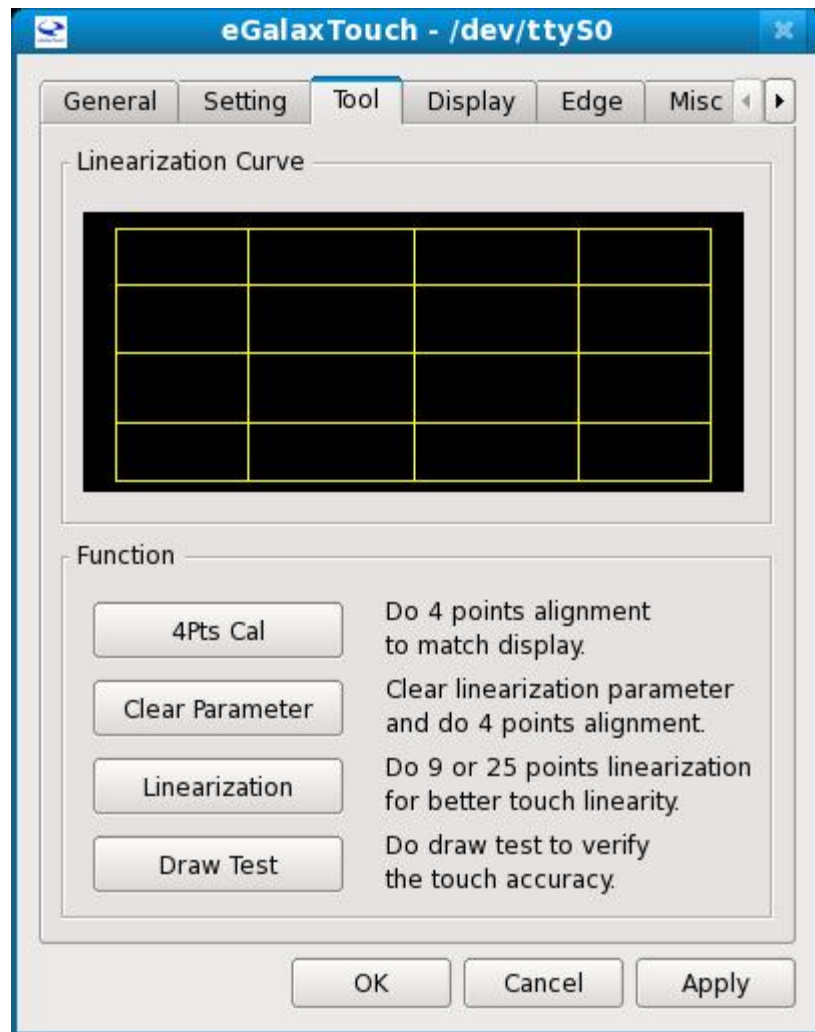 eGalaxTouch - /dev/ttyS0
General Setting Tool Display Edge Misc
Linearization Curve
Function
4Pts Cal
Do 4 points alignment
to match display.
Clear Parameter
Clear linearization parameter
and do 4 points alignment.
Linearization
Do 9 or 25 points linearization
for better touch linearity.
Draw Test
Do draw test to verify
the touch accuracy.
OK Cancel Apply